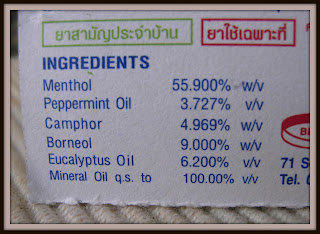 ยาสามัญประจำบ้าน ยาใช้เฉพาะที่
INGREDIENTS
Menthol 55.900% w/v
Peppermint Oil 3.727% v/v
Camphor 4.969% w/v
Borneol 9.000% w/v
Eucalyptus Oil 6.200% v/v
Mineral Oil q.s. to 100.00% v/v
71 S
Tel. 0